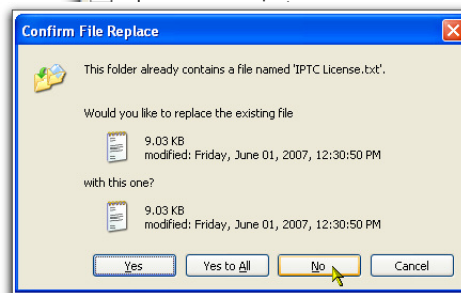 Confirm File Replace
This folder already contains a file named 'IPTC License.txt'.
Would you like to replace the existing file
9.03 KB
modified: Friday, June 01, 2007, 12:30:50 PM
with this one?
9.03 KB
modified: Friday, June 01, 2007, 12:30:50 PM
Yes Yes to All No Cancel